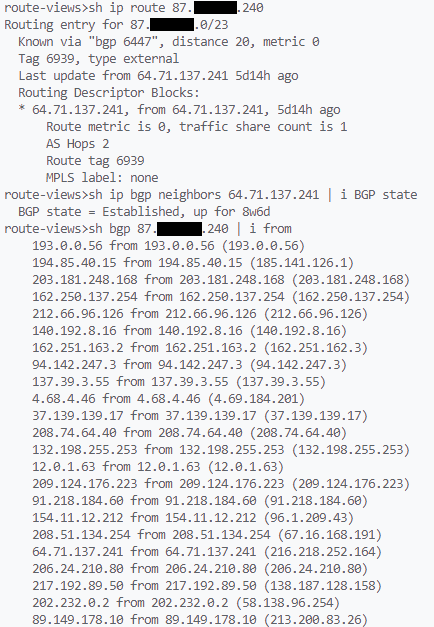 route-views>sh ip route 87. .240
Routing entry for 87. .0/23
Known via "bgp 6447", distance 20, metric 0
Tag 6939, type external
Last update from 64.71.137.241 5d14h ago
Routing Descriptor Blocks:
* 64.71.137.241, from 64.71.137.241, 5d14h ago
Route metric is 0, traffic share count is 1
AS Hops 2
Route tag 6939
MPLS label: none
route-views>sh ip bgp neighbors 64.71.137.241 | i BGP state
BGP state = Established, up for 8w6d
route-views>sh bgp 87. .240 | i from
193.0.0.56 from 193.0.0.56 (193.0.0.56)
194.85.40.15 from 194.85.40.15 (185.141.126.1)
203.181.248.168 from 203.181.248.168 (203.181.248.168)
162.250.137.254 from 162.250.137.254 (162.250.137.254)
212.66.96.126 from 212.66.96.126 (212.66.96.126)
140.192.8.16 from 140.192.8.16 (140.192.8.16)
162.251.163.2 from 162.251.163.2 (162.251.162.3)
94.142.247.3 from 94.142.247.3 (94.142.247.3)
137.39.3.55 from 137.39.3.55 (137.39.3.55)
4.68.4.46 from 4.68.4.46 (4.69.184.201)
37.139.139.17 from 37.139.139.17 (37.139.139.17)
208.74.64.40 from 208.74.64.40 (208.74.64.40)
132.198.255.253 from 132.198.255.253 (132.198.255.253)
12.0.1.63 from 12.0.1.63 (12.0.1.63)
209.124.176.223 from 209.124.176.223 (209.124.176.223)
91.218.184.60 from 91.218.184.60 (91.218.184.60)
154.11.12.212 from 154.11.12.212 (96.1.209.43)
208.51.134.254 from 208.51.134.254 (67.16.168.191)
64.71.137.241 from 64.71.137.241 (216.218.252.164)
206.24.210.80 from 206.24.210.80 (206.24.210.80)
217.192.89.50 from 217.192.89.50 (138.187.128.158)
202.232.0.2 from 202.232.0.2 (58.138.96.254)
89.149.178.10 from 89.149.178.10 (213.200.83.26)